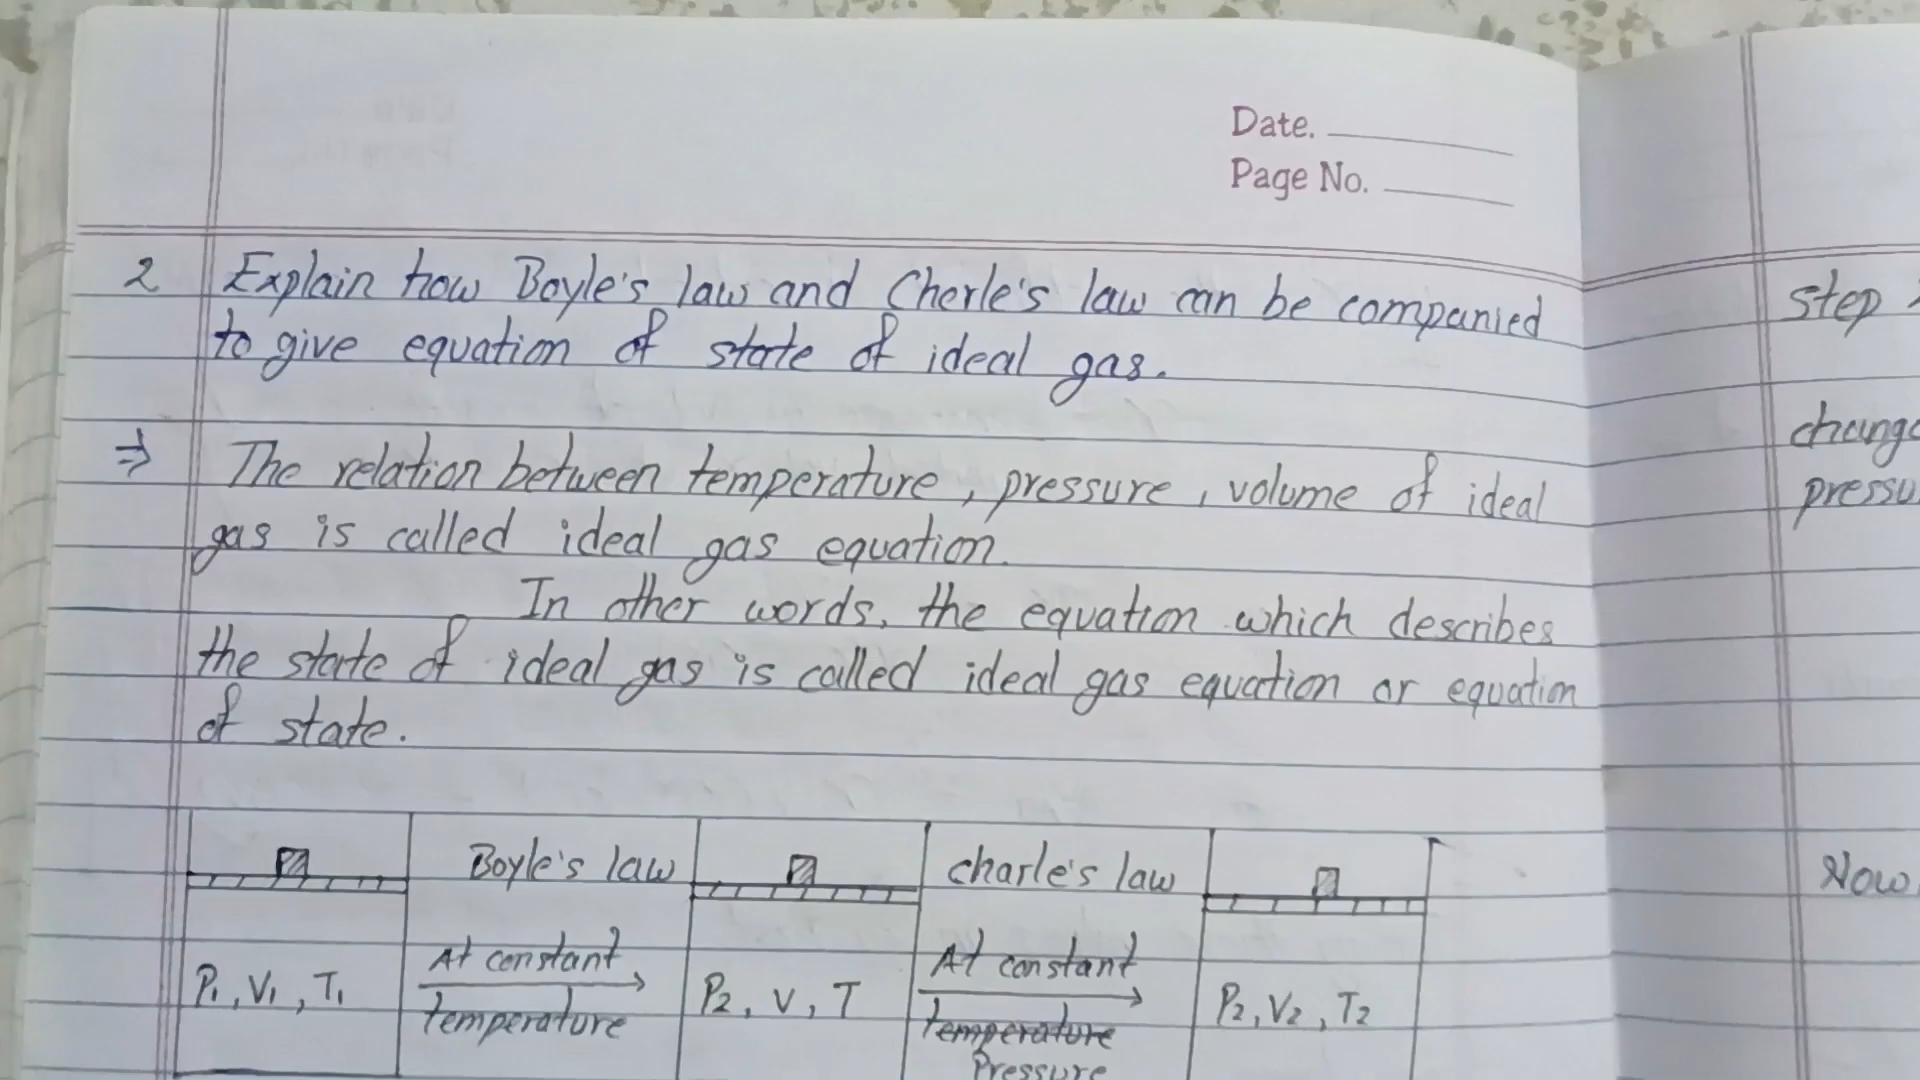 Date.
Page No.
2 Explain how Boyle's law and Cherle's law can be companied
to give equation of state of ideal gas.
⇒ The relation between temperature, pressure, volume of ideal
gas is called ideal gas equation.
In other words, the equation which describes
the state of ideal gas is called ideal gas equation or equation
of state.
Boyle's law charle's law
P1, V1, T1 At constant temperature P2, V, T At constant temperature Pressure P2, V2, T2
step
change
pressu
Now